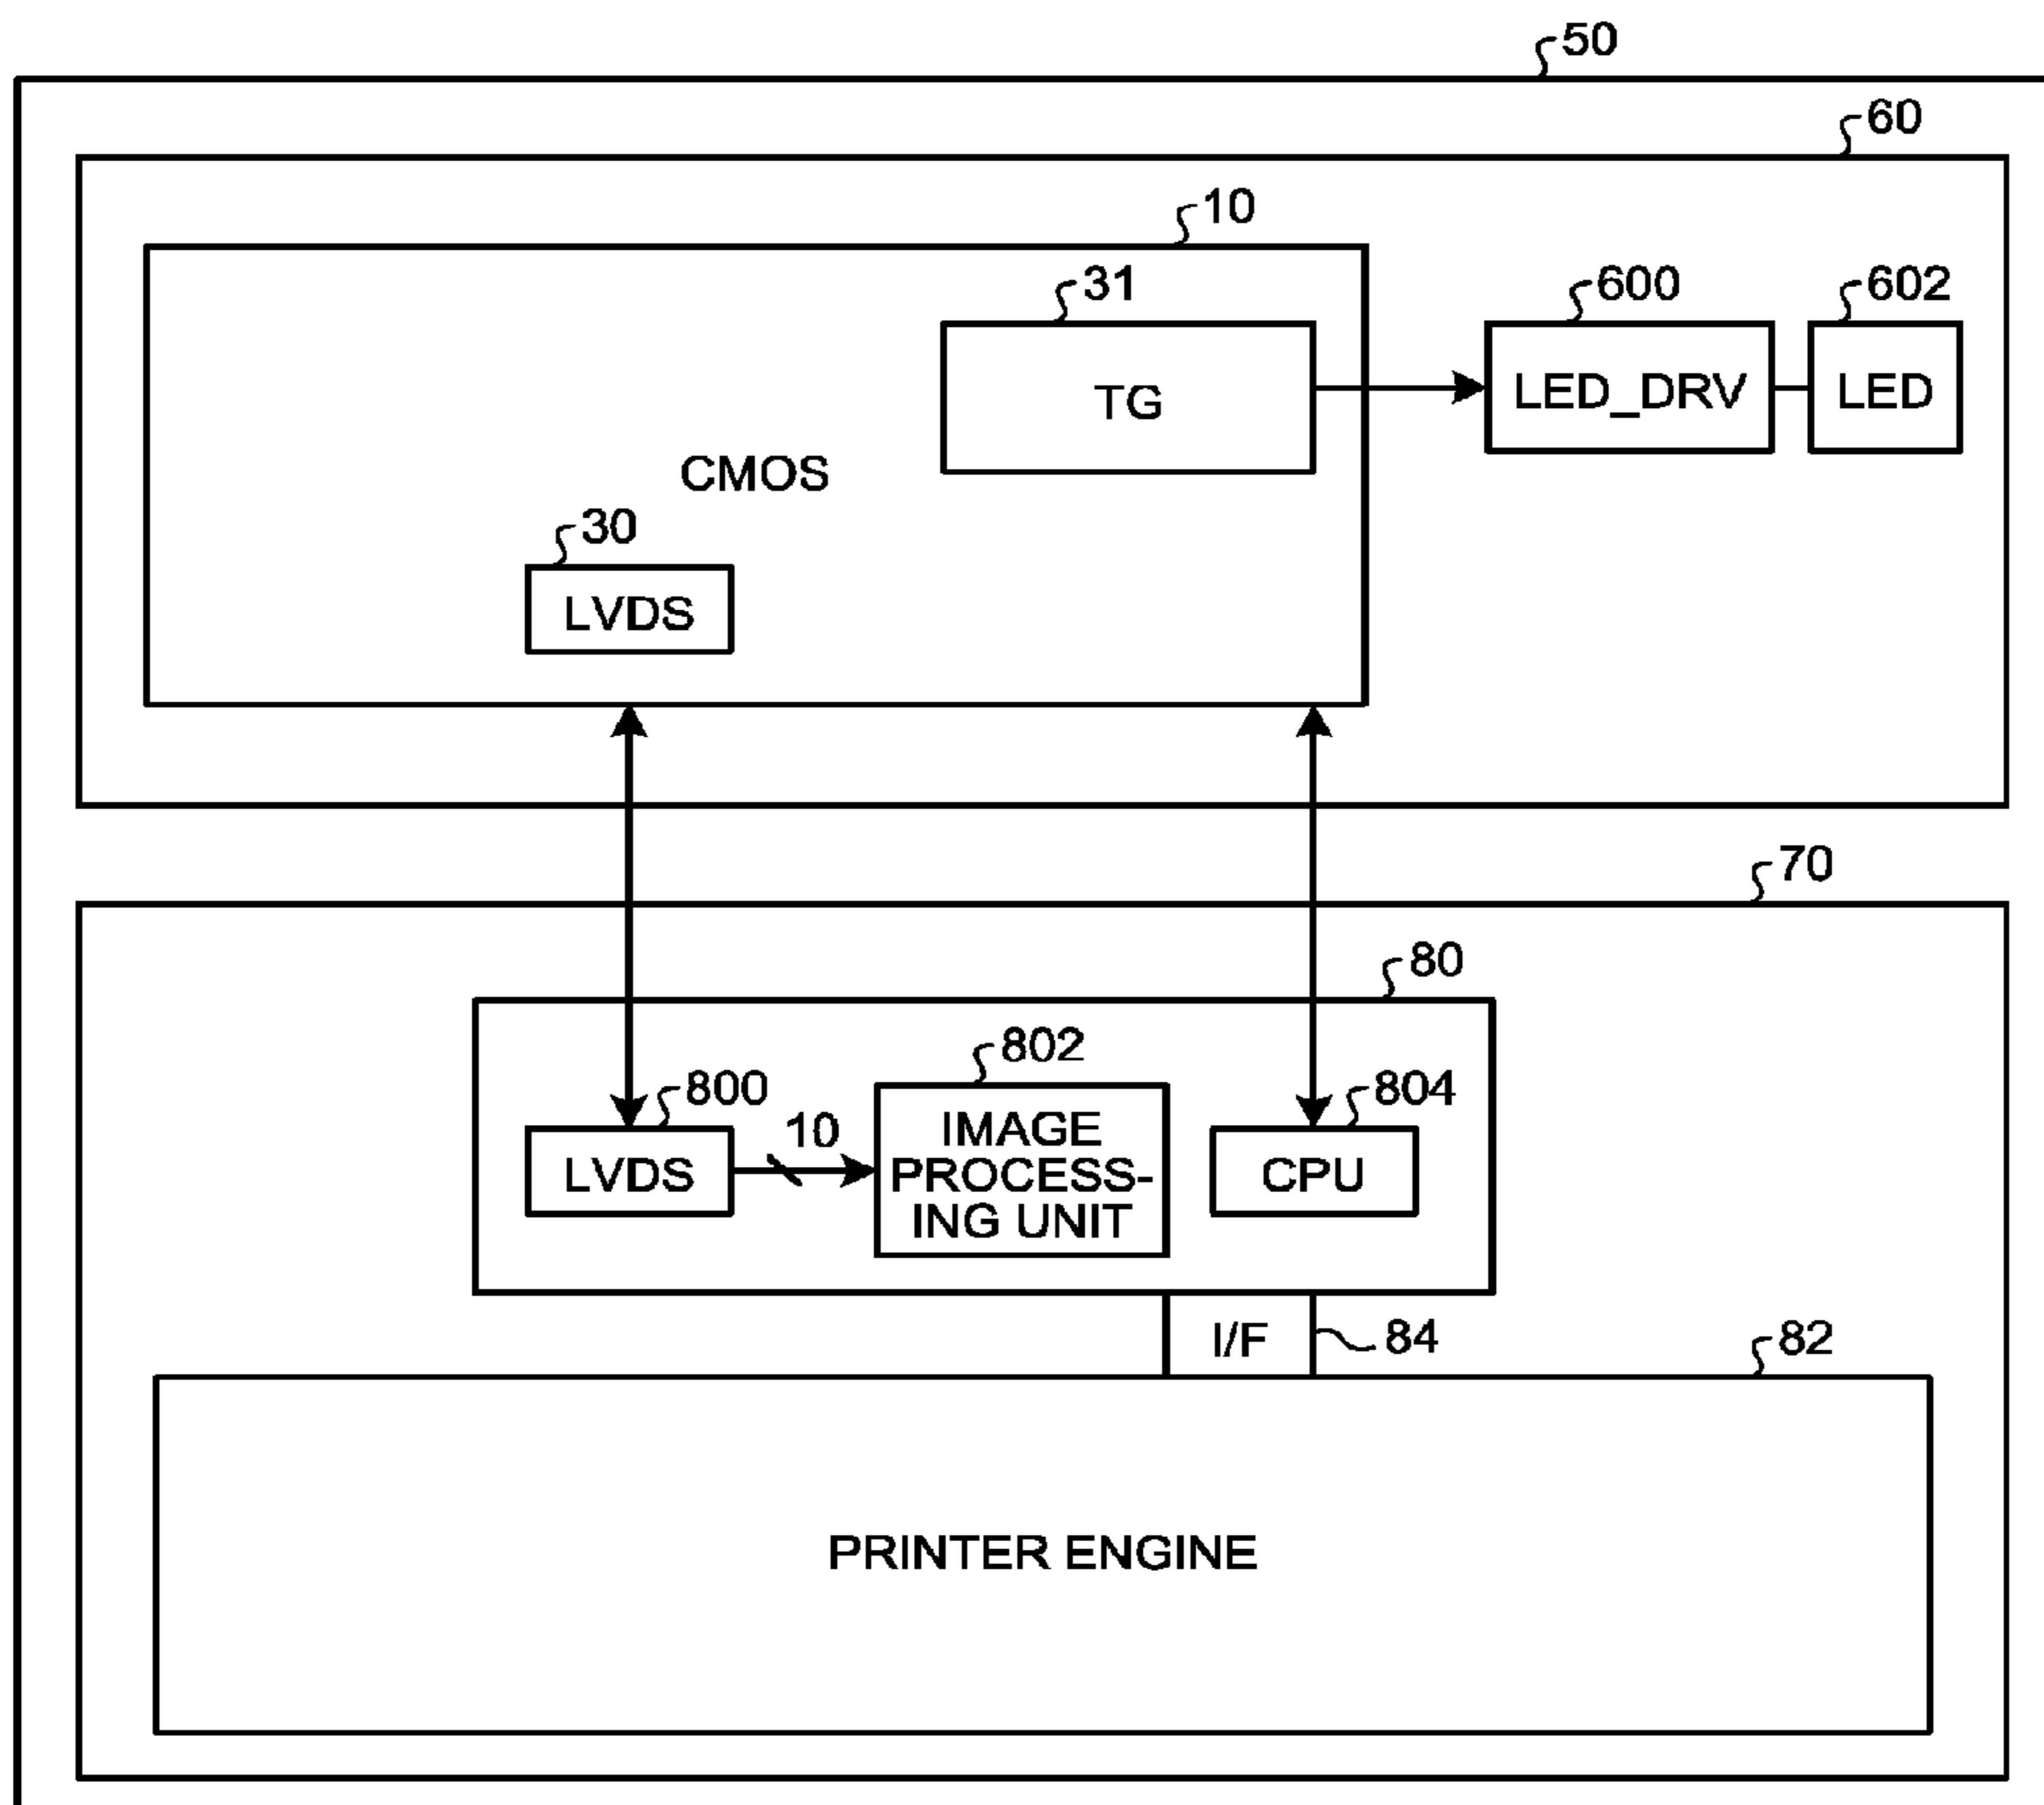 50
60
10
31
600
602
TG
LED_DRV
LED
CMOS
30
LVDS
70
80
802
800
804
10
IMAGE
PROCESS-
ING UNIT
LVDS
CPU
I/F
84
82
PRINTER ENGINE